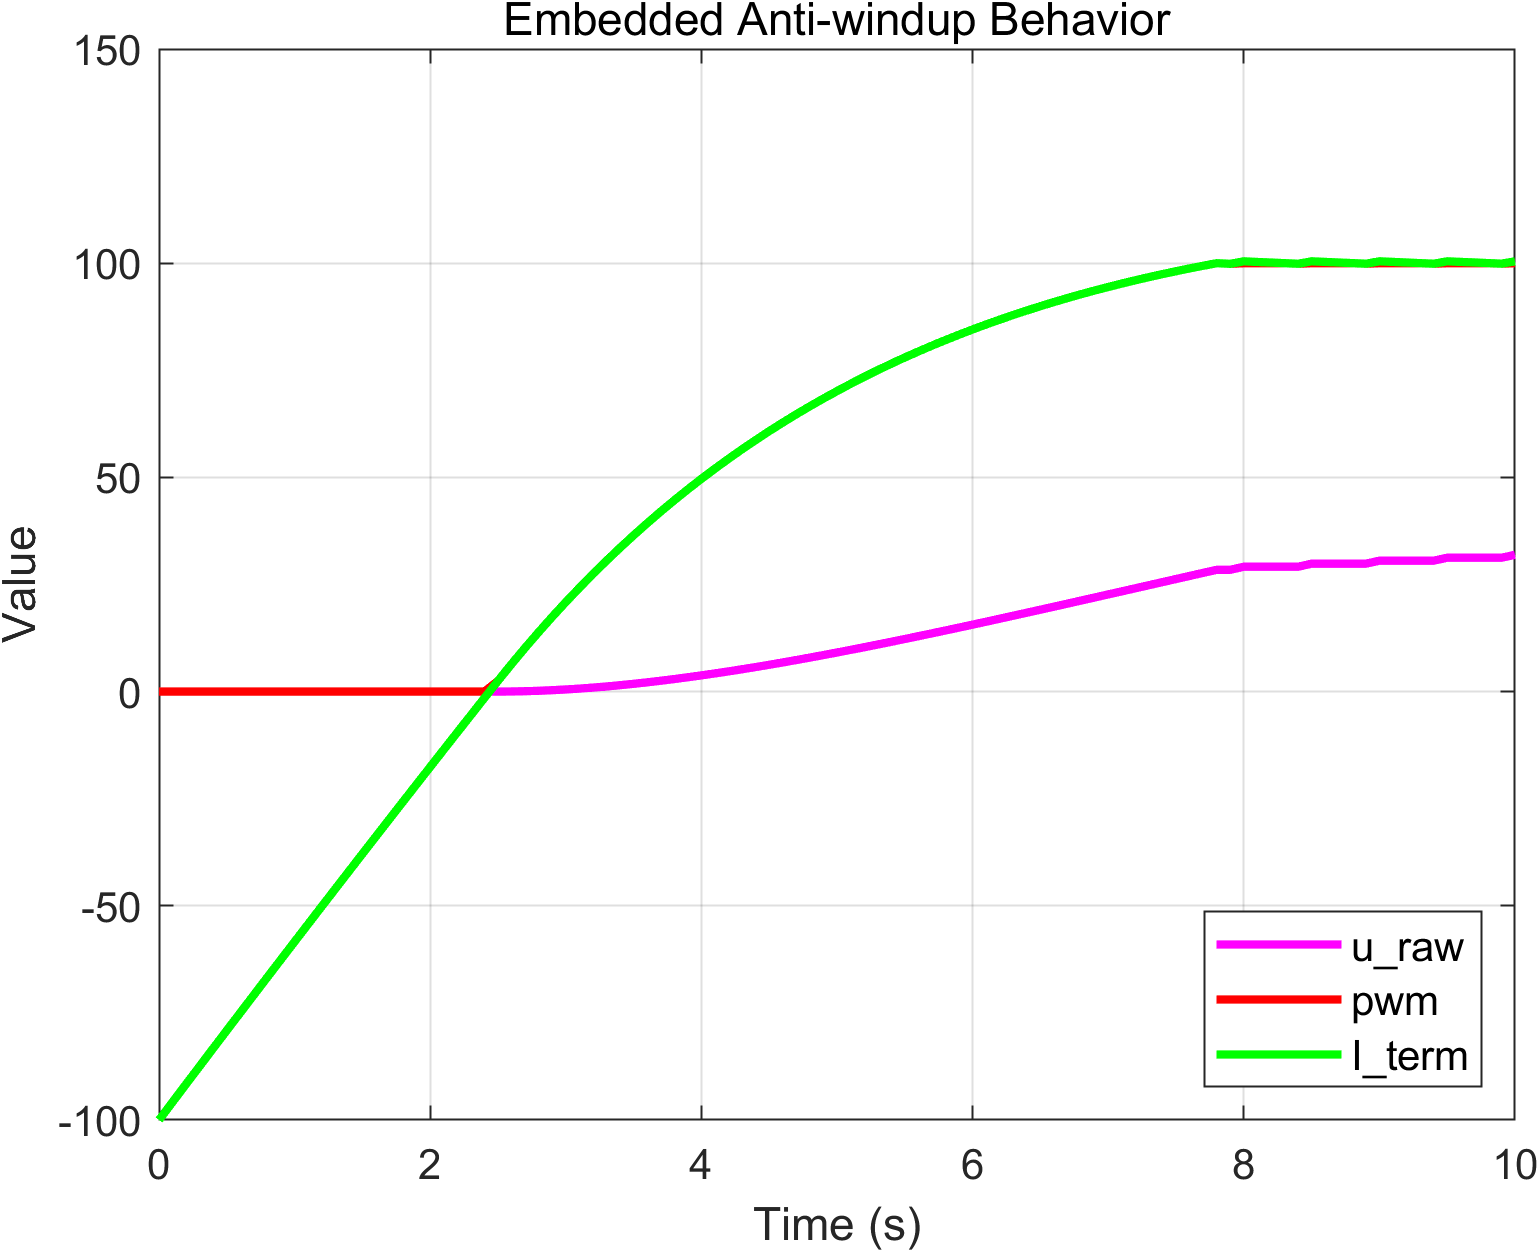 Embedded Anti-windup Behavior
150
100
50
0
-50
-100
Value
0 2 4 6 8 10
Time (s)
u_raw
pwm
I_term